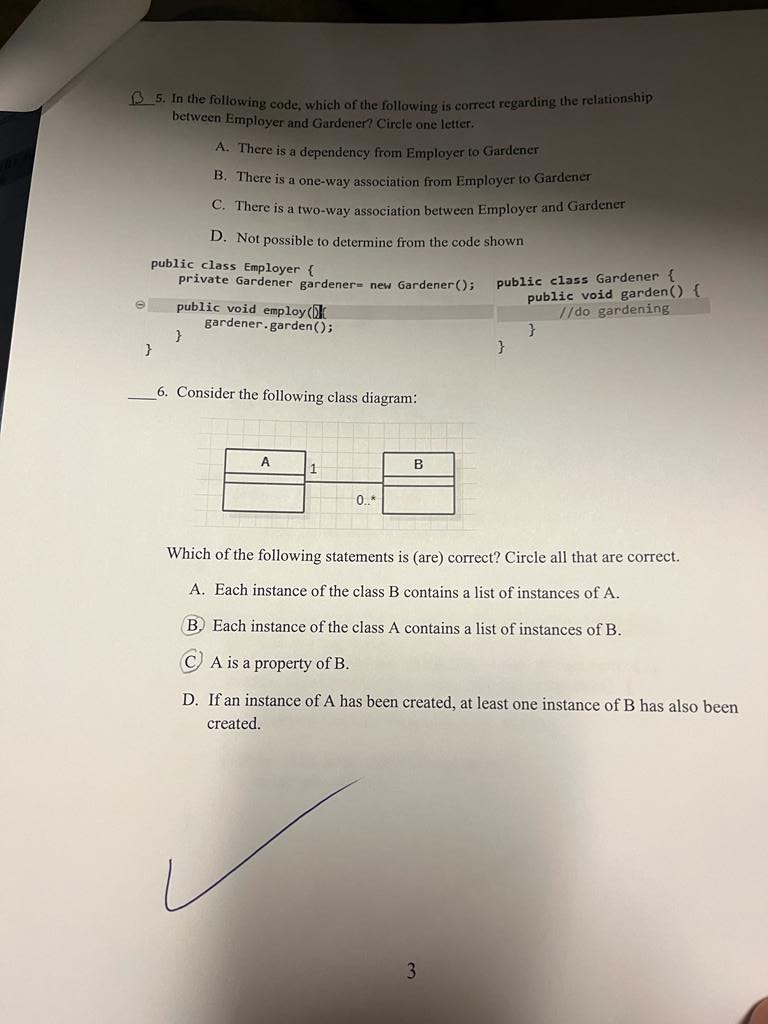 B 5. In the following code, which of the following is correct regarding the relationship
between Employer and Gardener? Circle one letter.
A. There is a dependency from Employer to Gardener
B. There is a one-way association from Employer to Gardener
C. There is a two-way association between Employer and Gardener
D. Not possible to determine from the code shown
public class Employer {
private Gardener gardener= new Gardener();
public void employ(){
gardener.garden();
}
}
public class Gardener {
public void garden() {
//do gardening
}
}
___6. Consider the following class diagram:
A
1
B
0..*
Which of the following statements is (are) correct? Circle all that are correct.
A. Each instance of the class B contains a list of instances of A.
B. Each instance of the class A contains a list of instances of B.
C. A is a property of B.
D. If an instance of A has been created, at least one instance of B has also been
created.
3